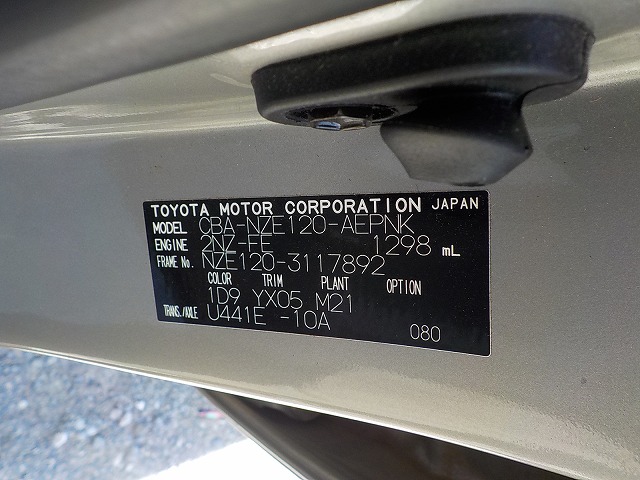 TOYOTA MOTOR CORPORATION JAPAN
MODEL CBA-NZE120-AEPNK
ENGINE 2NZ-FE 1298 mL
FRAME No. NZE120-3117892
COLOR TRIM PLANT OPTION
1D9 YX05 M21
TRANS./AXLE U441E -10A
080